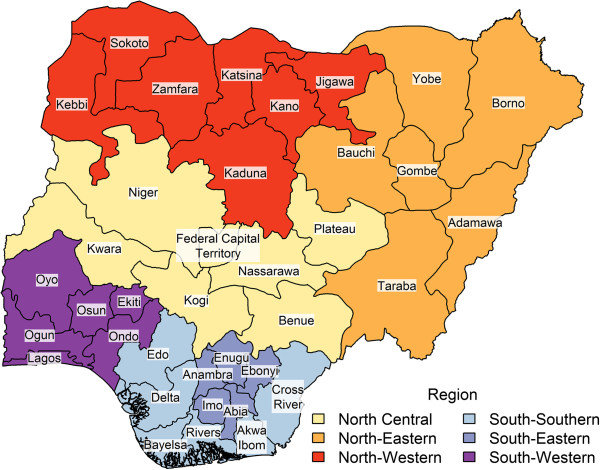 Sokoto
Katsina
Jigawa
Yobe
Borno
Zamfara
Kebbi
Kano
Bauchi
Gombe
Kaduna
Niger
Plateau
Adamawa
Federal Capital
Territory
Kwara
Nassarawa
Oyo
Taraba
Kogi
Ekiti
Osun
Benue
Ogun
Ondo
Edo
Lagos
Enugu
Ebonyi
Anambra
Cross
River
Delta
Imo
Abia
Rivers
Akwa
Ibom
Bayelsa
Region
North Central
North-Eastern
North-Western
South-Southern
South-Eastern
South-Western